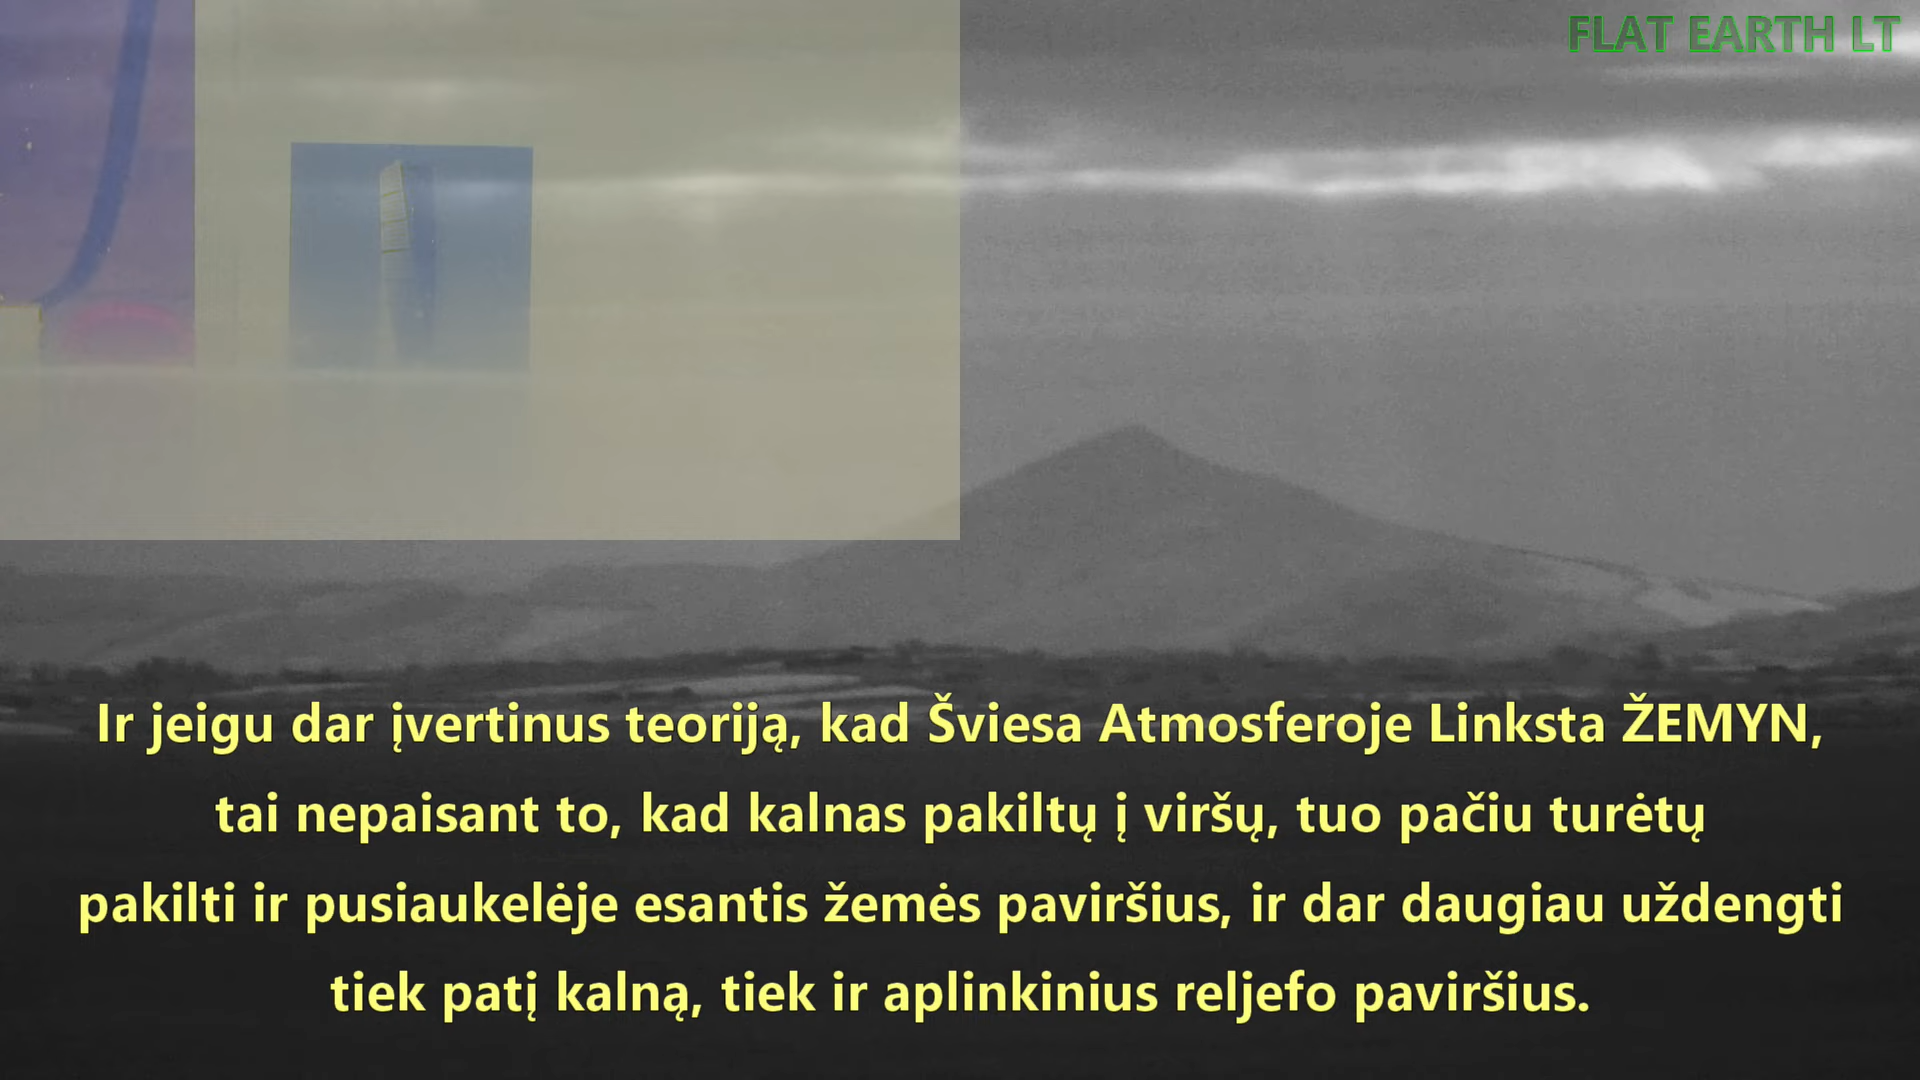 FLAT EARTH LT
Ir jeigu dar įvertinus teoriją, kad Šviesa Atmosferoje Linksta ŽEMYN,
tai nepaisant to, kad kalnas pakiltų į viršų, tuo pačiu turėtų
pakilti ir pusiaukelėje esantis žemės paviršius, ir dar daugiau uždengti
tiek patį kalną, tiek ir aplinkinius reljefo paviršius.